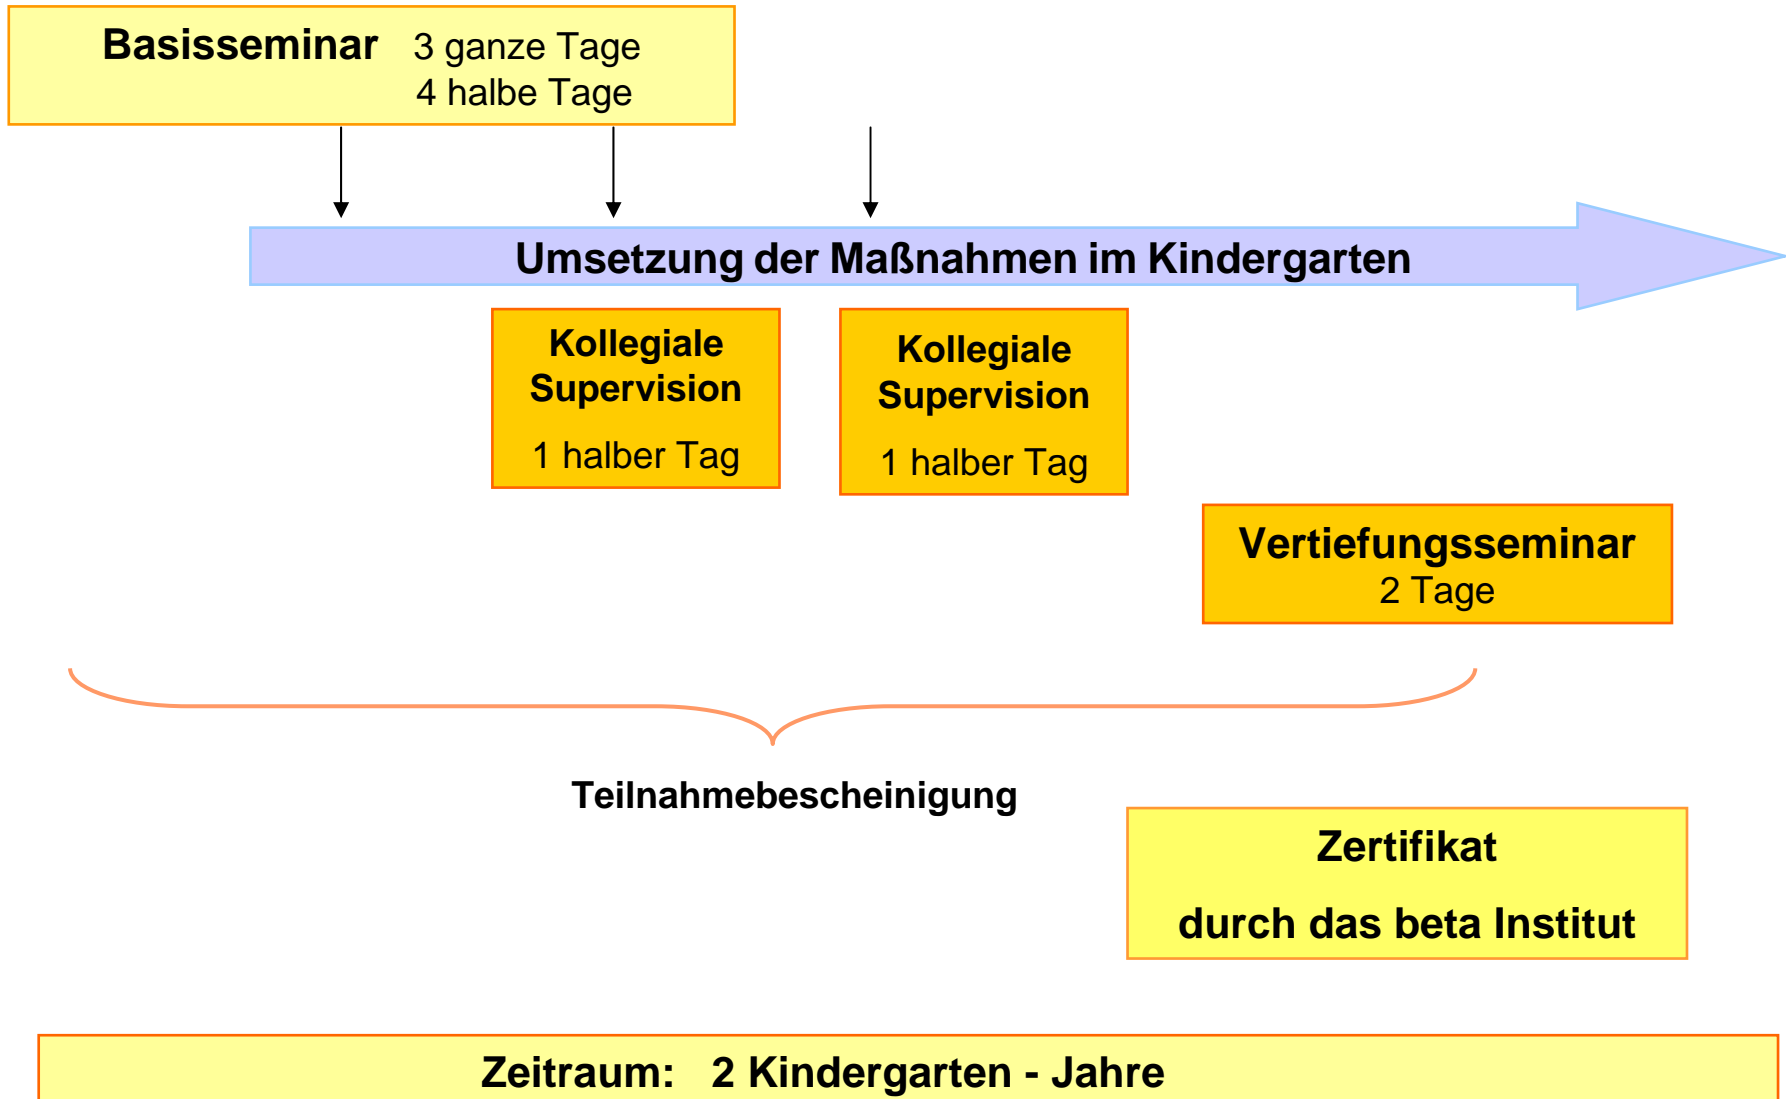 Basisseminar 3 ganze Tage
4 halbe Tage
Umsetzung der Maßnahmen im Kindergarten
Kollegiale
Supervision
1 halber Tag
Kollegiale
Supervision
1 halber Tag
Vertiefungsseminar
2 Tage
Teilnahmebescheinigung
Zertifikat
durch das beta Institut
Zeitraum: 2 Kindergarten - Jahre